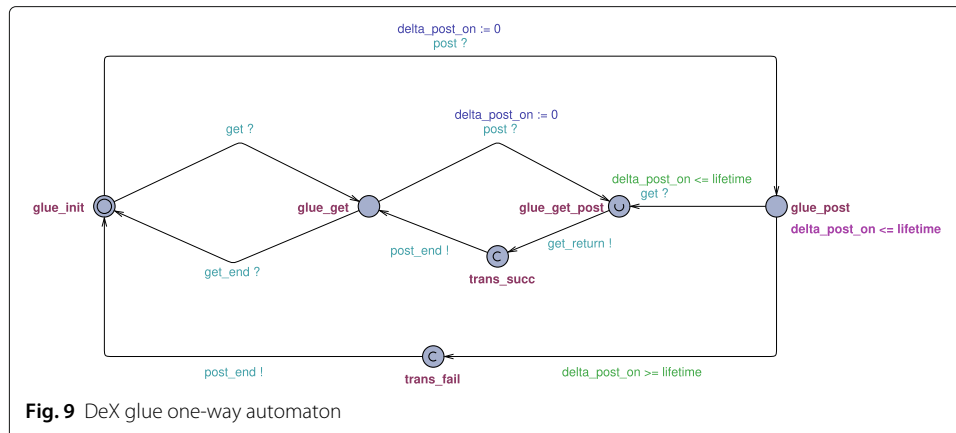 delta_post_on := 0
post ?
delta_post_on := 0
get ?
post ?
delta_post_on <= lifetime
get ?
glue_init
glue_get
glue_get_post
glue_post
delta_post_on <= lifetime
post_end !
get_return !
get_end ?
trans_succ
C
U
C
post_end !
trans_fail
delta_post_on >= lifetime
Fig. 9 DeX glue one-way automaton